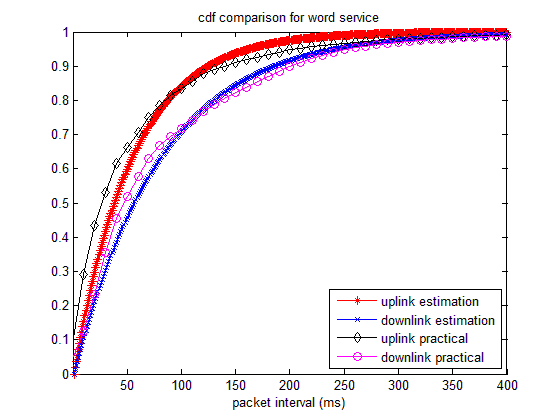 cdf comparison for word service
1
0.9
0.8
0.7
0.6
0.5
0.4
0.3
0.2
0.1
0
uplink estimation
downlink estimation
uplink practical
downlink practical
50 100 150 200 250 300 350 400
packet interval (ms)